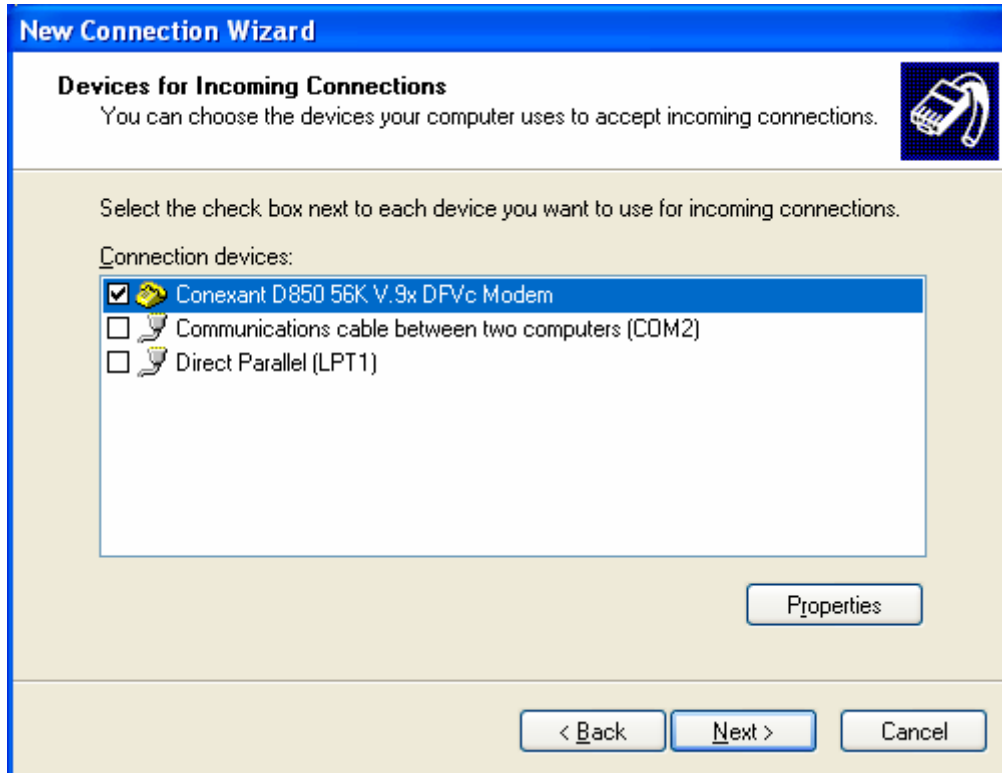 New Connection Wizard
Devices for Incoming Connections
You can choose the devices your computer uses to accept incoming connections.
Select the check box next to each device you want to use for incoming connections.
Connection devices:
Conexant D850 56K V.9x DFVc Modem
Communications cable between two computers (COM2)
Direct Parallel (LPT1)
Properties
< Back Next > Cancel